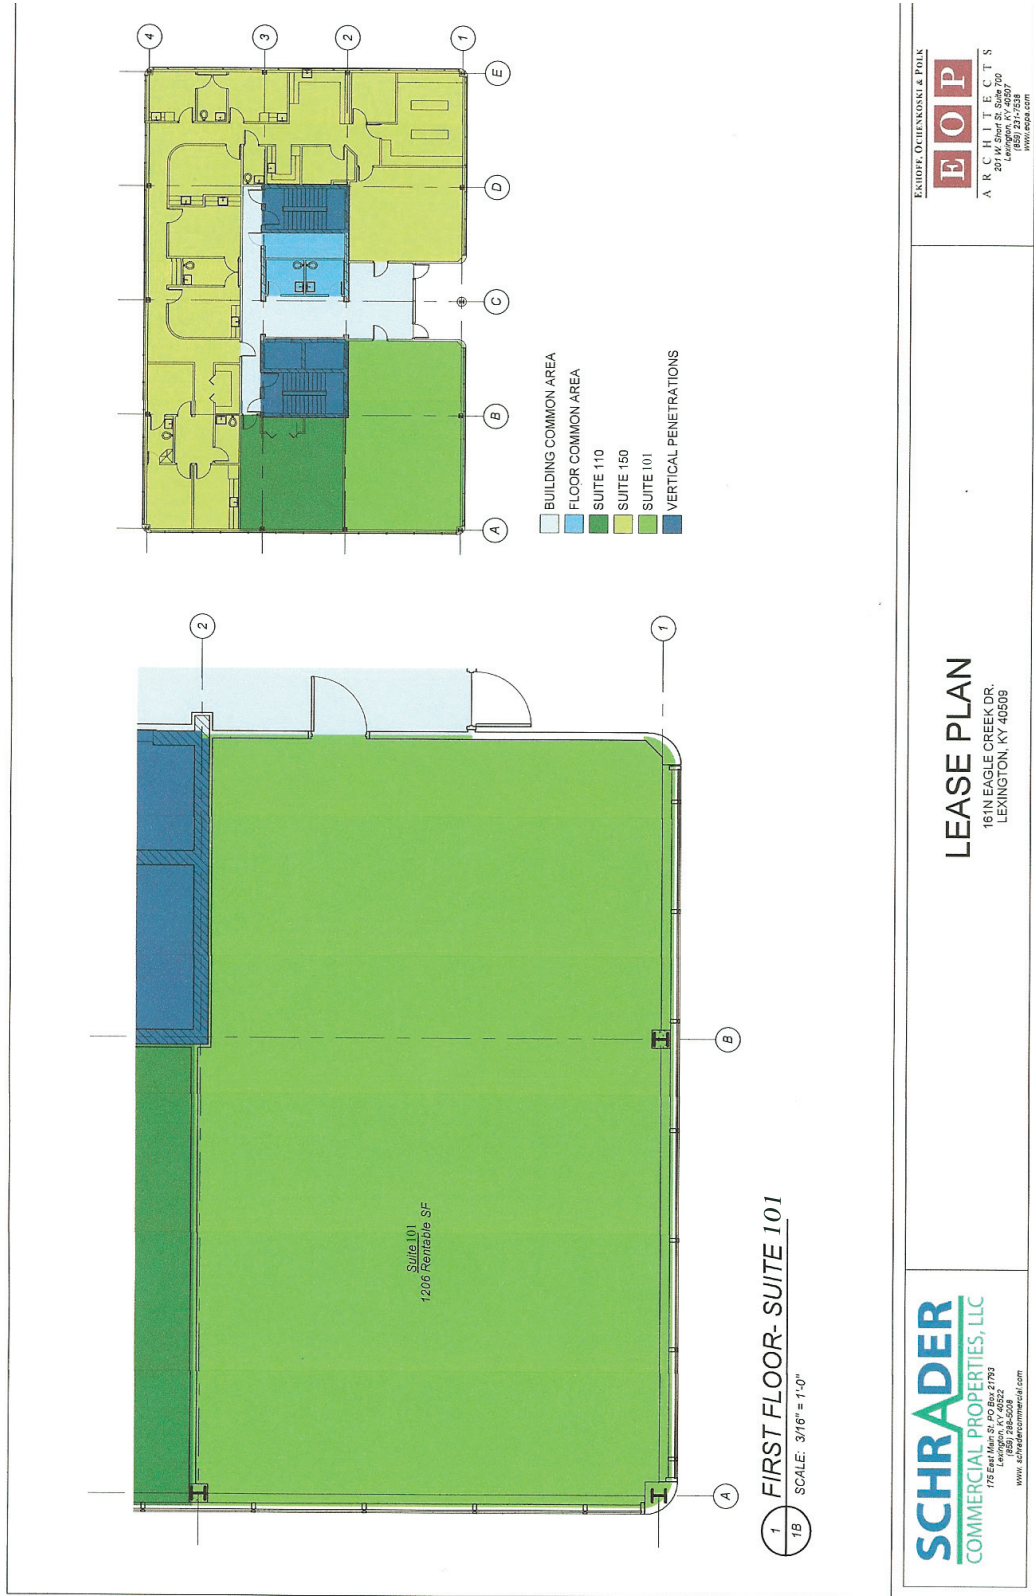 4
3
2
1
E
D
C
B
A
BUILDING COMMON AREA
FLOOR COMMON AREA
SUITE 110
SUITE 150
SUITE 101
VERTICAL PENETRATIONS
2
1
B
A
Suite 101
1206 Rentable SF
1
1B
FIRST FLOOR- SUITE 101
SCALE: 3/16" = 1'-0"
SCHRADER
COMMERCIAL PROPERTIES, LLC
175 East Main St. PO Box 21793
Lexington, KY 40522
(859) 288-5008
www.schradercommercial.com
LEASE PLAN
161N EAGLE CREEK DR.
LEXINGTON, KY 40509
EKHOFF, OCHENKOSKI & POLK
E O P
ARCHITECTS
201 W. Short St. Suite 700
Lexington, KY 40507
(859) 231-7538
www.eopa.com